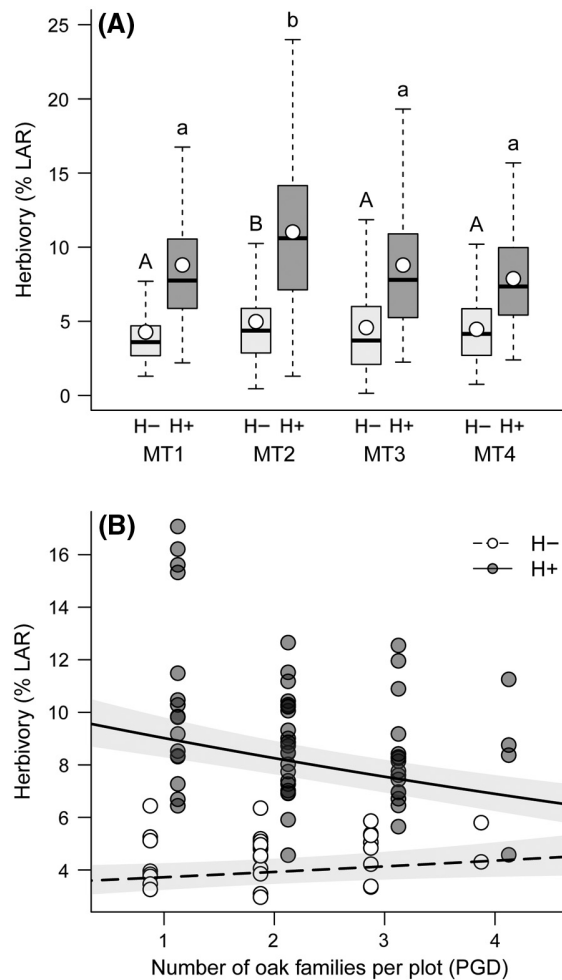 (A)
Herbivory (% LAR)
25
20
15
10
5
0
A a B b A a A a
H− H+ H− H+ H− H+ H− H+
MT1 MT2 MT3 MT4
(B)
H−
H+
Herbivory (% LAR)
16
14
12
10
8
6
4
1 2 3 4
Number of oak families per plot (PGD)